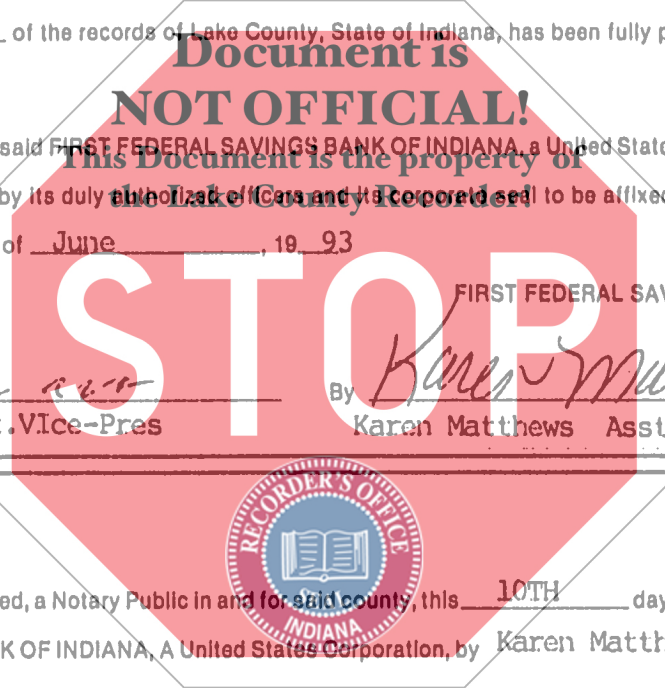 of the records of Lake County, State of Indiana, has been fully p
Document is
NOT OFFICIAL!
said FIRST FEDERAL SAVINGS BANK OF INDIANA, a United State
This Document is the property of
by its duly authorized officers and its corporate seal to be affixed
the Lake County Recorder!
of June , 19 93
STOP
FIRST FEDERAL SAV
By Karen Mat
.Vice-Pres Karen Matthews Asst
RECORDER'S OFFICE
ed, a Notary Public in and for said county, this 10TH day
INDIANA
K OF INDIANA, A United States Corporation, by Karen Matth